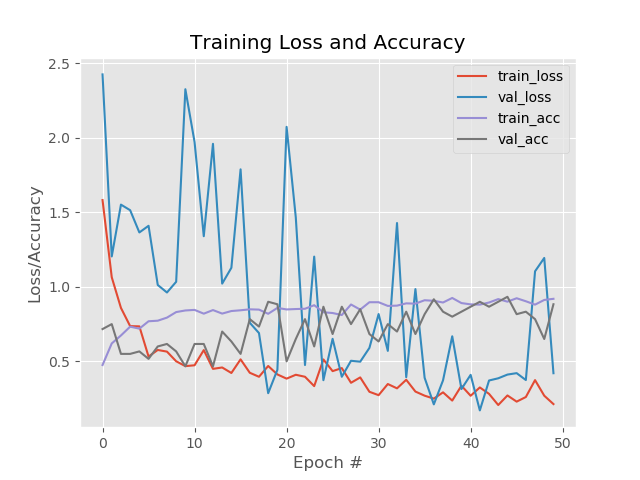 Training Loss and Accuracy
2.5
2.0
1.5
1.0
0.5
Loss/Accuracy
train_loss
val_loss
train_acc
val_acc
0
10
20
30
40
50
Epoch #